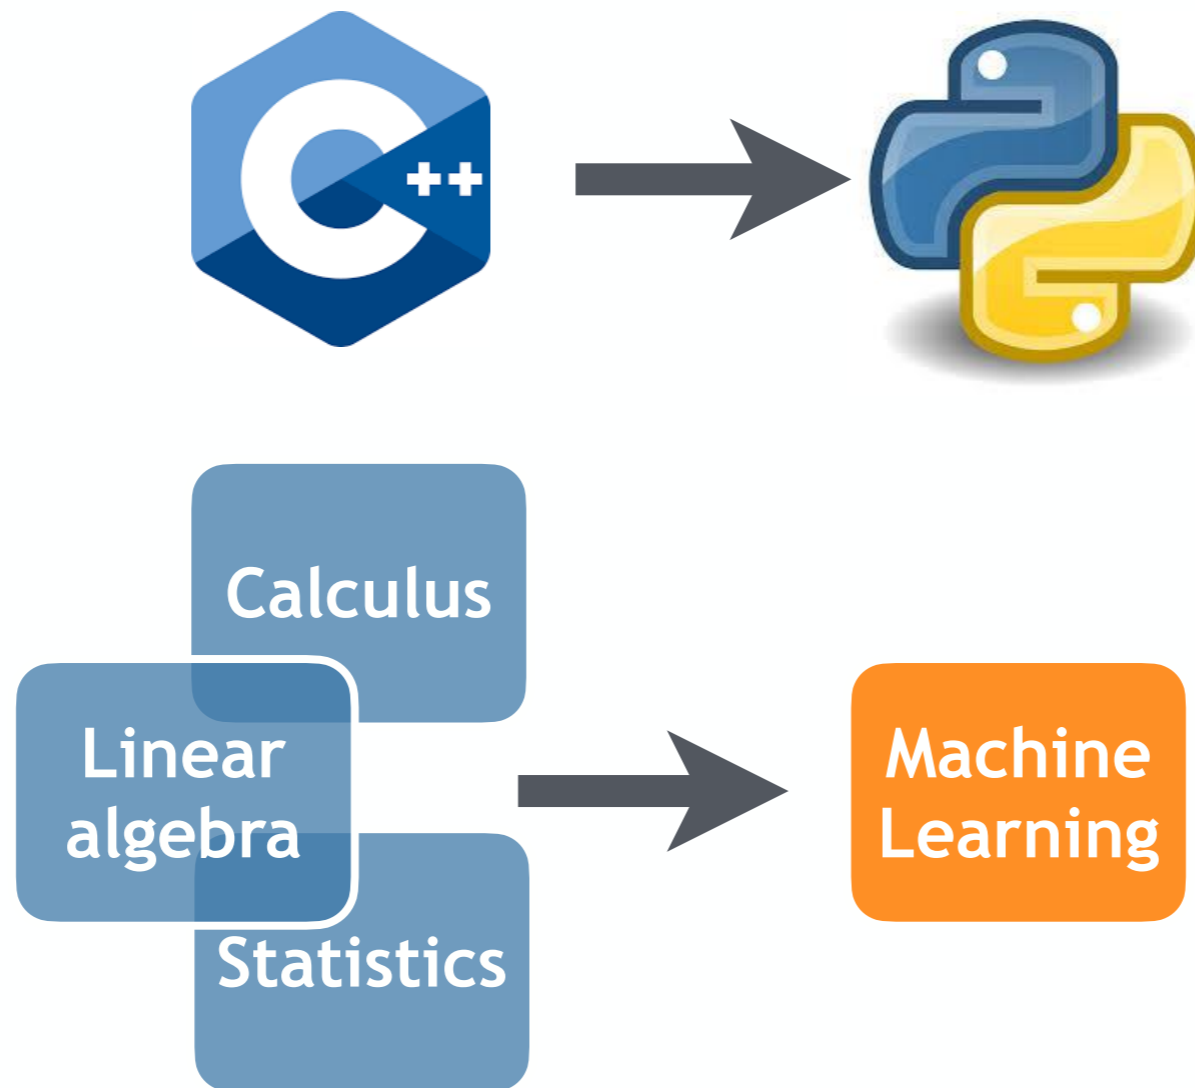 C++
Calculus
Linear
algebra
Statistics
Machine
Learning